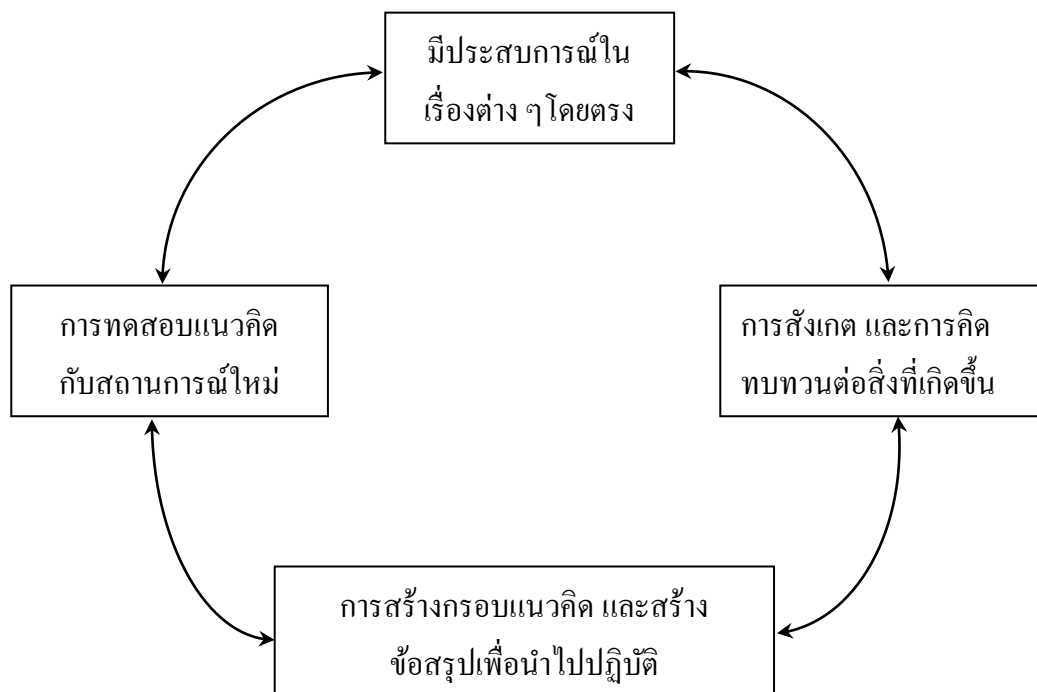 มีประสบการณ์ใน
เรื่องต่าง ๆ โดยตรง
การทดสอบแนวคิด
กับสถานการณ์ใหม่
การสังเกต และการคิด
ทบทวนต่อสิ่งที่เกิดขึ้น
การสร้างกรอบแนวคิด และสร้าง
ข้อสรุปเพื่อนำไปปฏิบัติ